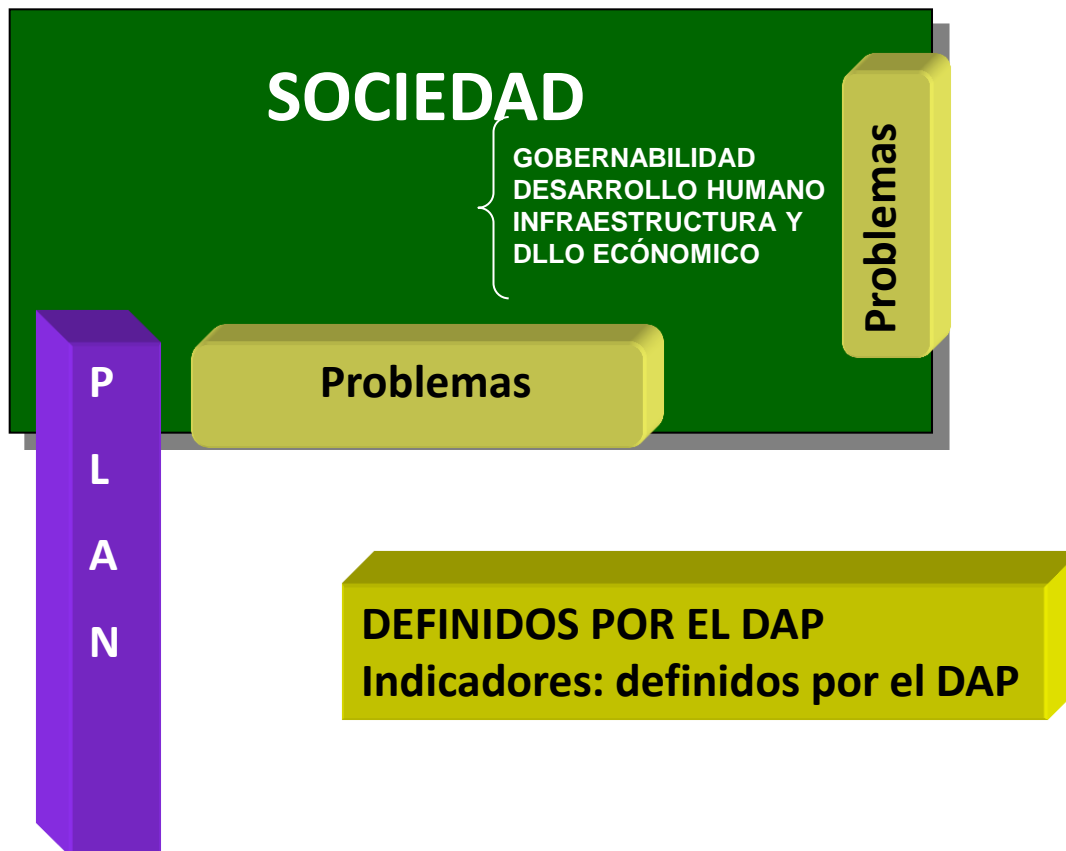 SOCIEDAD
GOBERNABILIDAD
DESARROLLO HUMANO
INFRAESTRUCTURA Y
DLLO ECÓNOMICO
Problemas
Problemas
P
L
A
N
DEFINIDOS POR EL DAP
Indicadores: definidos por el DAP